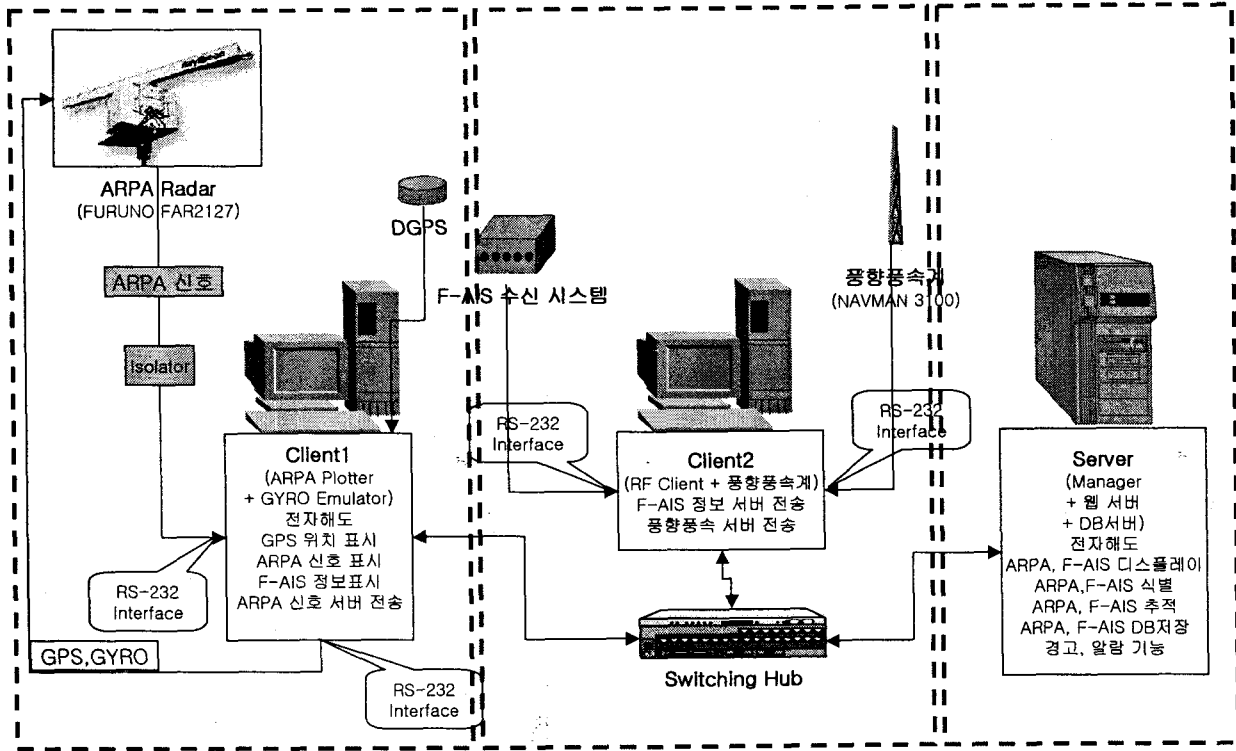 ARPA Radar
(FURUNO FAR2127)
ARPA 신호
Isolator
DGPS
Client1
(ARPA Plotter
+ GYRO Emulator)
전자해도
GPS 위치 표시
ARPA 신호 표시
F-AIS 정보표시
ARPA 신호 서버 전송
RS-232
Interface
GPS,GYRO
RS-232
Interface
F-AIS 수신 시스템
풍향풍속계
(NAVMAN 3100)
RS-232
Interface
RS-232
Interface
Client2
(RF Client + 풍향풍속계)
F-AIS 정보 서버 전송
풍향풍속 서버 전송
Switching Hub
Server
(Manager
+ 웹 서버
+ DB서버)
전자해도
ARPA, F-AIS 디스플레이
ARPA,F-AIS 식별
ARPA, F-AIS 추적
ARPA, F-AIS DB저장
경고, 알람 기능